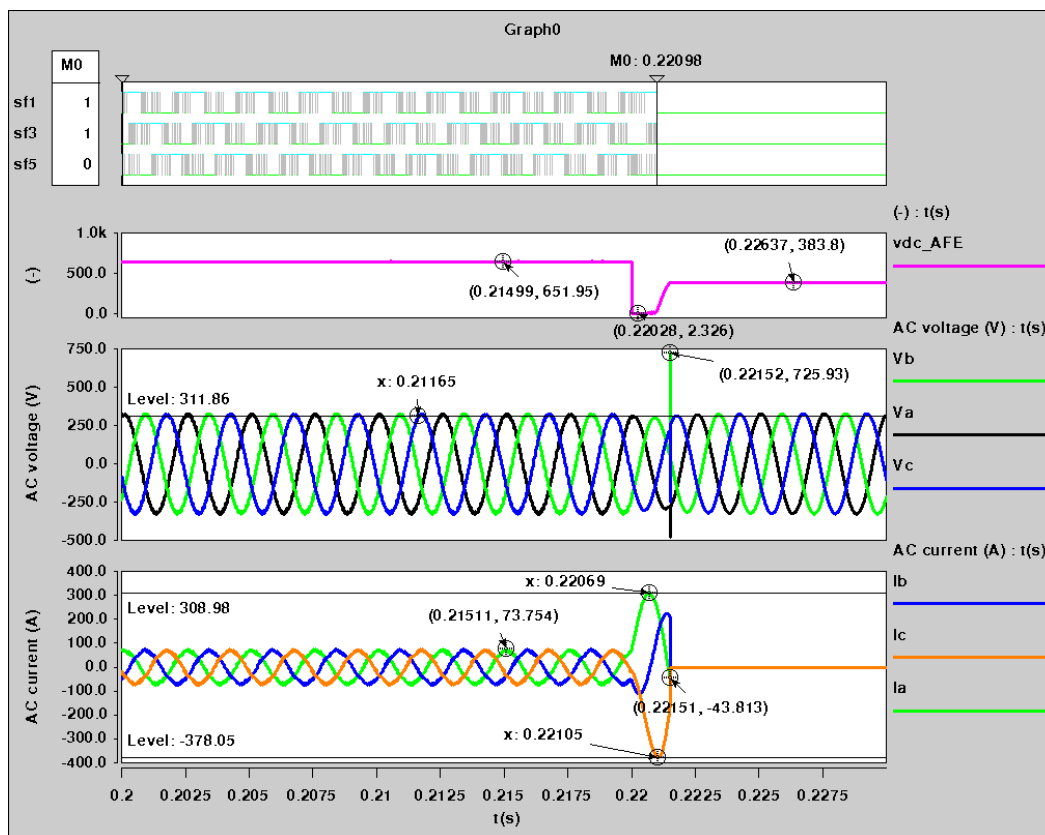 Graph0
M0
M0: 0.22098
sf1 1
sf3 1
sf5 0
(-) : t(s)
vdc_AFE
1.0k
500.0
0.0
(-)
(0.21499, 651.95)
(0.22637, 383.8)
(0.22028, 2.326)
AC voltage (V) : t(s)
Vb
Va
Vc
750.0
500.0
250.0
0.0
-250.0
-500.0
AC voltage (V)
Level: 311.86
x: 0.21165
(0.22152, 725.93)
AC current (A) : t(s)
Ib
Ic
Ia
400.0
300.0
200.0
100.0
0.0
-100.0
-200.0
-300.0
-400.0
AC current (A)
Level: 308.98
x: 0.22069
(0.21511, 73.754)
(0.22151, -43.813)
Level: -378.05
x: 0.22105
0.2 0.2025 0.205 0.2075 0.21 0.2125 0.215 0.2175 0.22 0.2225 0.225 0.2275
t(s)